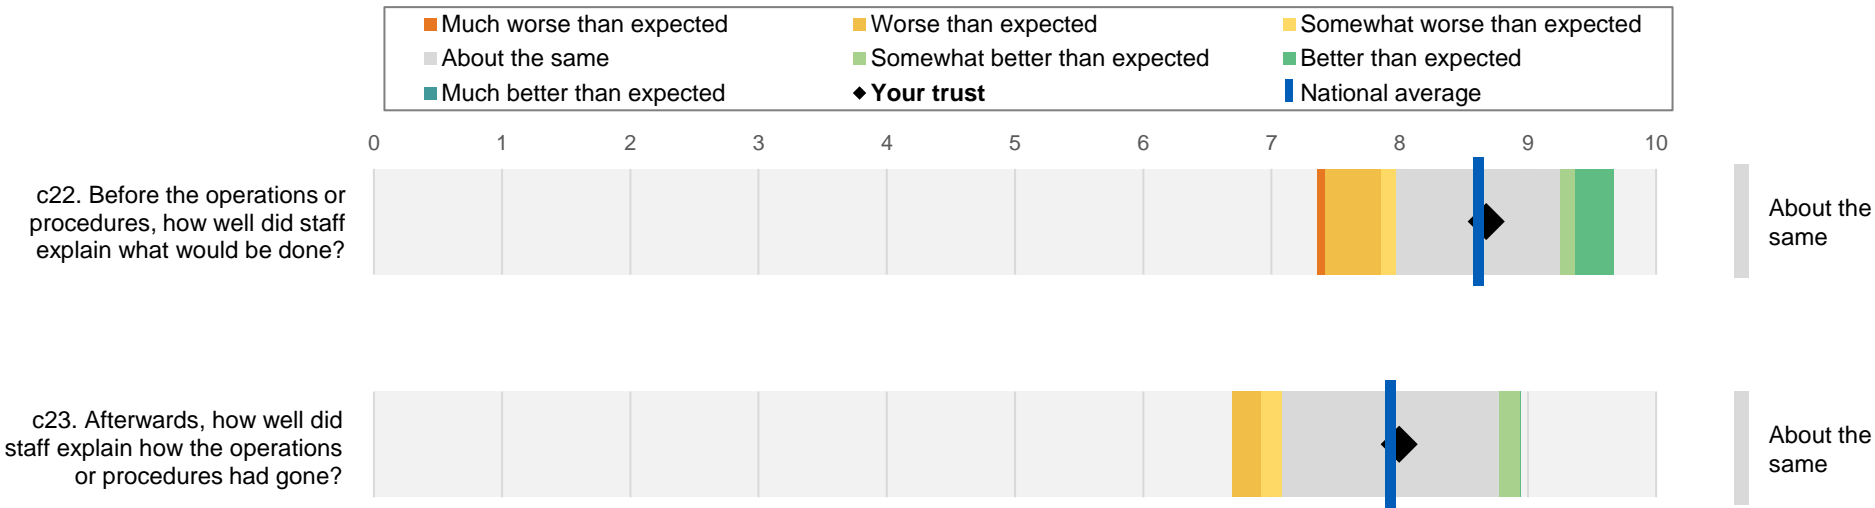 Much worse than expected
Worse than expected
Somewhat worse than expected
About the same
Somewhat better than expected
Better than expected
Much better than expected
Your trust
National average
0 1 2 3 4 5 6 7 8 9 10
c22. Before the operations or
procedures, how well did staff
explain what would be done?
About the
same
c23. Afterwards, how well did
staff explain how the operations
or procedures had gone?
About the
same